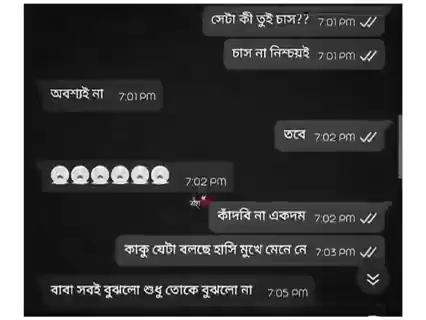 সেটা কী তুই চাস?? 7:01 PM
চাস না নিশ্চয়ই 7:01 PM
অবশ্যই না 7:01 PM
তবে 7:02 PM
7:02 PM
কাঁদবি না একদম 7:02 PM
কাকু যেটা বলছে হাসি মুখে মেনে নে 7:03 PM
বাবা সবই বুঝলো শুধু তোকে বুঝলো না 7:05 PM